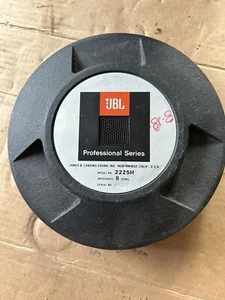 JBL
Professional Series
JAMES B. LANSING SOUND, INC. NORTHRIDGE, CALIF. U.S.A.
MODEL NO. 2225H
IMPEDANCE 8 OHMS
SERIAL NO.